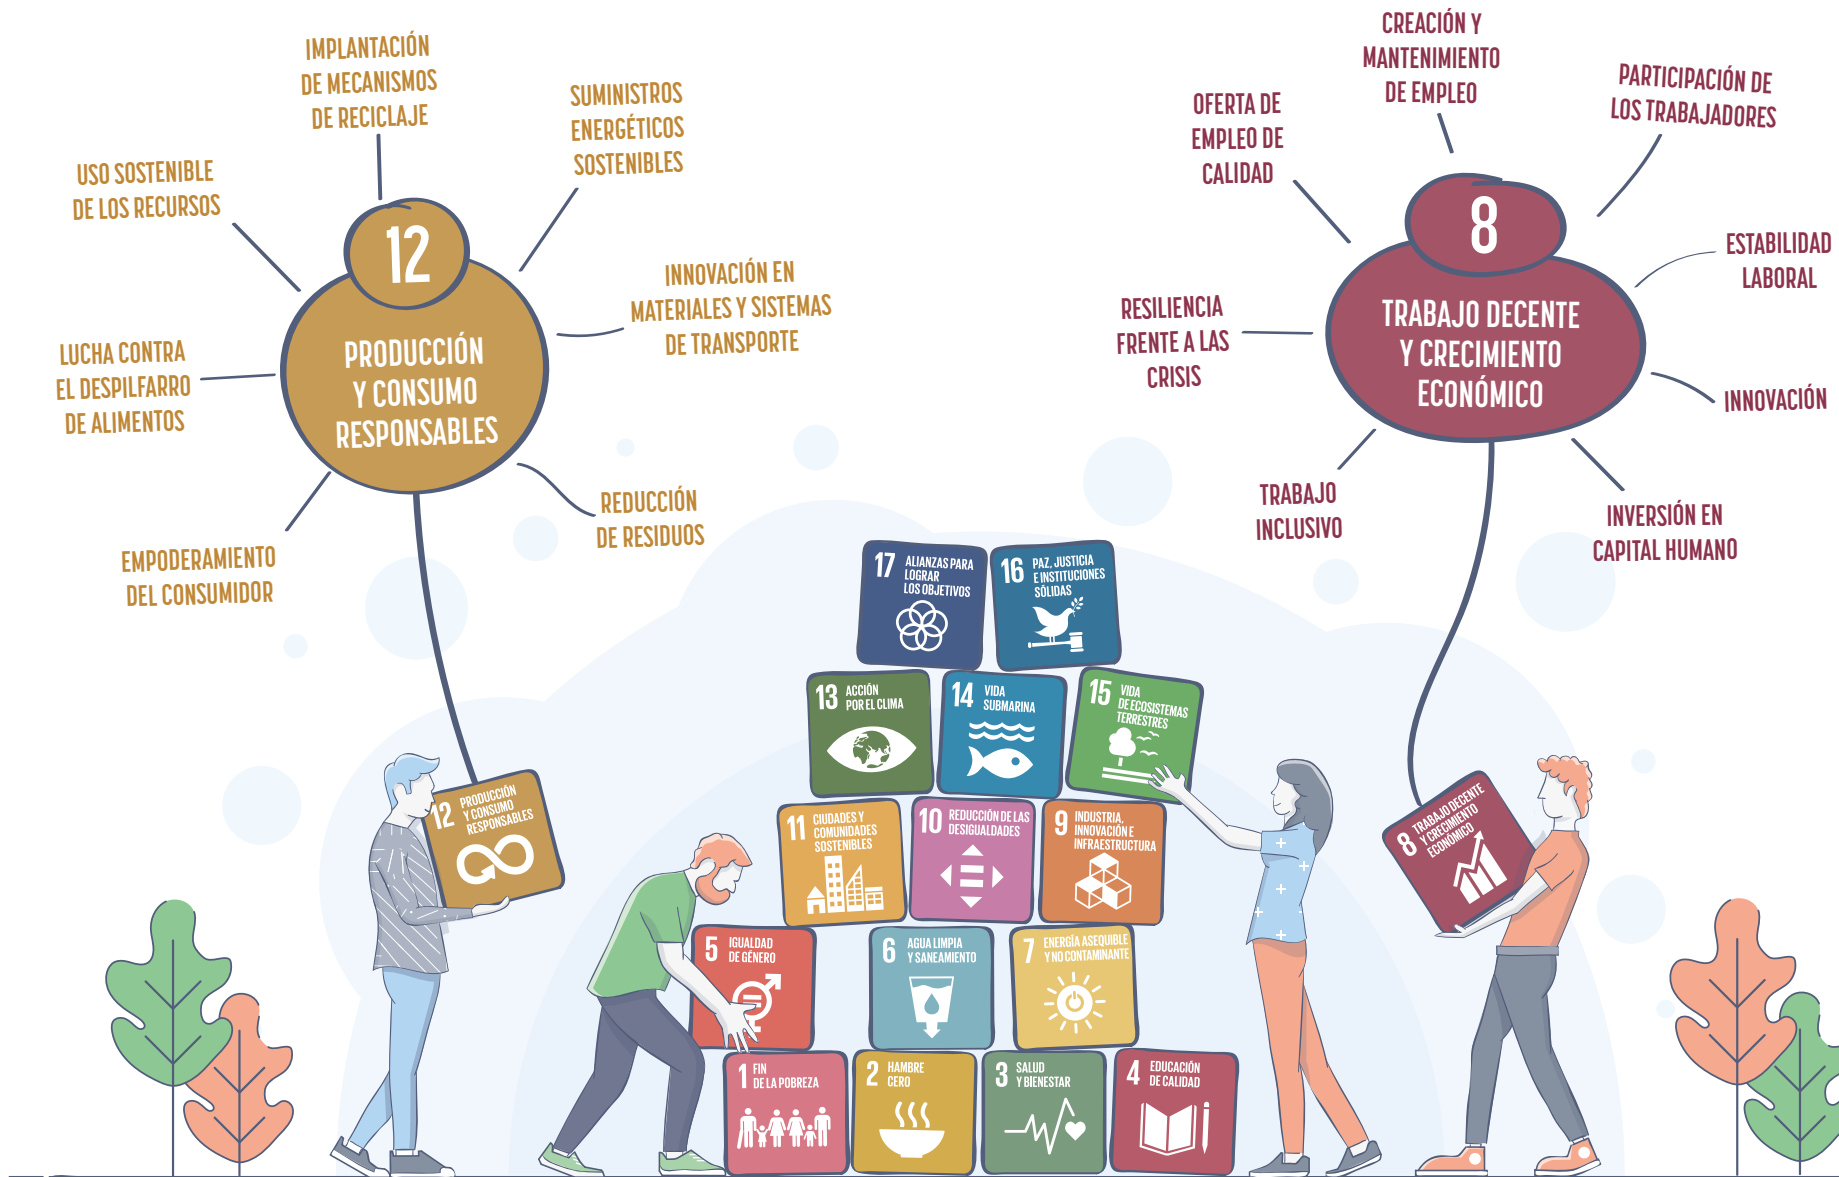 IMPLANTACIÓN
DE MECANISMOS
DE RECICLAJE
SUMINISTROS
ENERGÉTICOS
SOSTENIBLES
USO SOSTENIBLE
DE LOS RECURSOS
12
PRODUCCIÓN
Y CONSUMO
RESPONSABLES
INNOVACIÓN EN
MATERIALES Y SISTEMAS
DE TRANSPORTE
LUCHA CONTRA
EL DESPILFARRO
DE ALIMENTOS
REDUCCIÓN
DE RESIDUOS
EMPODERAMIENTO
DEL CONSUMIDOR
CREACIÓN Y
MANTENIMIENTO
DE EMPLEO
PARTICIPACIÓN DE
LOS TRABAJADORES
OFERTA DE
EMPLEO DE
CALIDAD
8
TRABAJO DECENTE
Y CRECIMIENTO
ECONÓMICO
ESTABILIDAD
LABORAL
RESILIENCIA
FRENTE A LAS
CRISIS
INNOVACIÓN
TRABAJO
INCLUSIVO
INVERSIÓN EN
CAPITAL HUMANO
17 ALIANZAS PARA
LOGRAR
LOS OBJETIVOS
16 PAZ, JUSTICIA
E INSTITUCIONES
SÓLIDAS
13 ACCIÓN
POR EL CLIMA
14 VIDA
SUBMARINA
15 VIDA
DE ECOSISTEMAS
TERRESTRES
12 PRODUCCIÓN
Y CONSUMO
RESPONSABLES
11 CIUDADES Y
COMUNIDADES
SOSTENIBLES
10 REDUCCIÓN DE LAS
DESIGUALDADES
9 INDUSTRIA,
INNOVACIÓN E
INFRAESTRUCTURA
8 TRABAJO DECENTE
Y CRECIMIENTO
ECONÓMICO
5 IGUALDAD
DE GÉNERO
6 AGUA LIMPIA
Y SANEAMIENTO
7 ENERGÍA ASEQUIBLE
Y NO CONTAMINANTE
1 FIN
DE LA POBREZA
2 HAMBRE
CERO
3 SALUD
Y BIENESTAR
4 EDUCACIÓN
DE CALIDAD